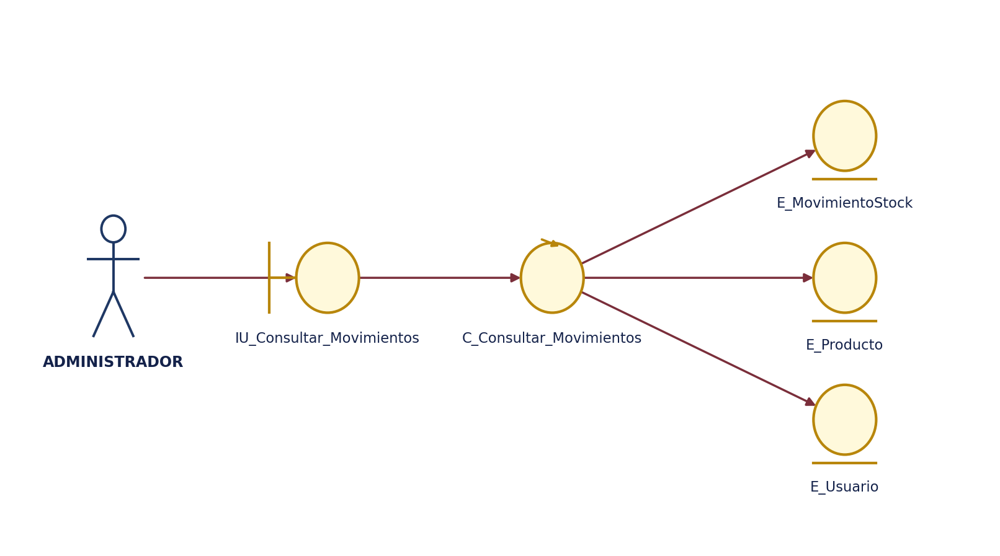 ADMINISTRADOR
IU_Consultar_Movimientos
C_Consultar_Movimientos
E_MovimientoStock
E_Producto
E_Usuario